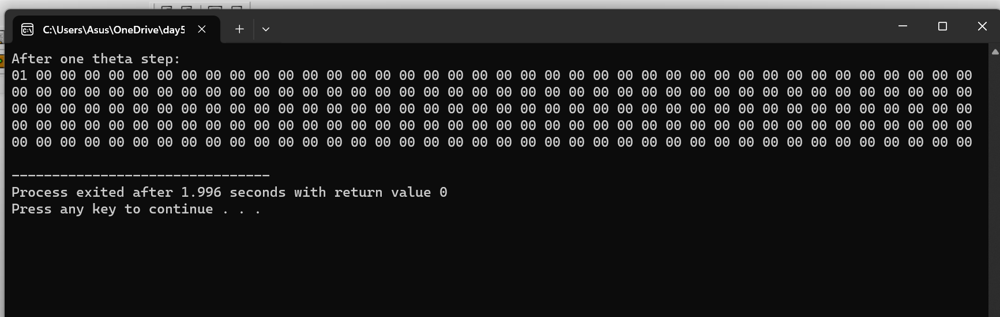 C:\Users\Asus\OneDrive\day5
After one theta step:
01 00 00 00 00 00 00 00 00 00 00 00 00 00 00 00 00 00 00 00 00 00 00 00 00 00 00 00 00 00 00 00 00 00 00 00 00 00 00 00
00 00 00 00 00 00 00 00 00 00 00 00 00 00 00 00 00 00 00 00 00 00 00 00 00 00 00 00 00 00 00 00 00 00 00 00 00 00 00 00
00 00 00 00 00 00 00 00 00 00 00 00 00 00 00 00 00 00 00 00 00 00 00 00 00 00 00 00 00 00 00 00 00 00 00 00 00 00 00 00
00 00 00 00 00 00 00 00 00 00 00 00 00 00 00 00 00 00 00 00 00 00 00 00 00 00 00 00 00 00 00 00 00 00 00 00 00 00 00 00
00 00 00 00 00 00 00 00 00 00 00 00 00 00 00 00 00 00 00 00 00 00 00 00 00 00 00 00 00 00 00 00 00 00 00 00 00 00 00 00
--------------------------------
Process exited after 1.996 seconds with return value 0
Press any key to continue . . .